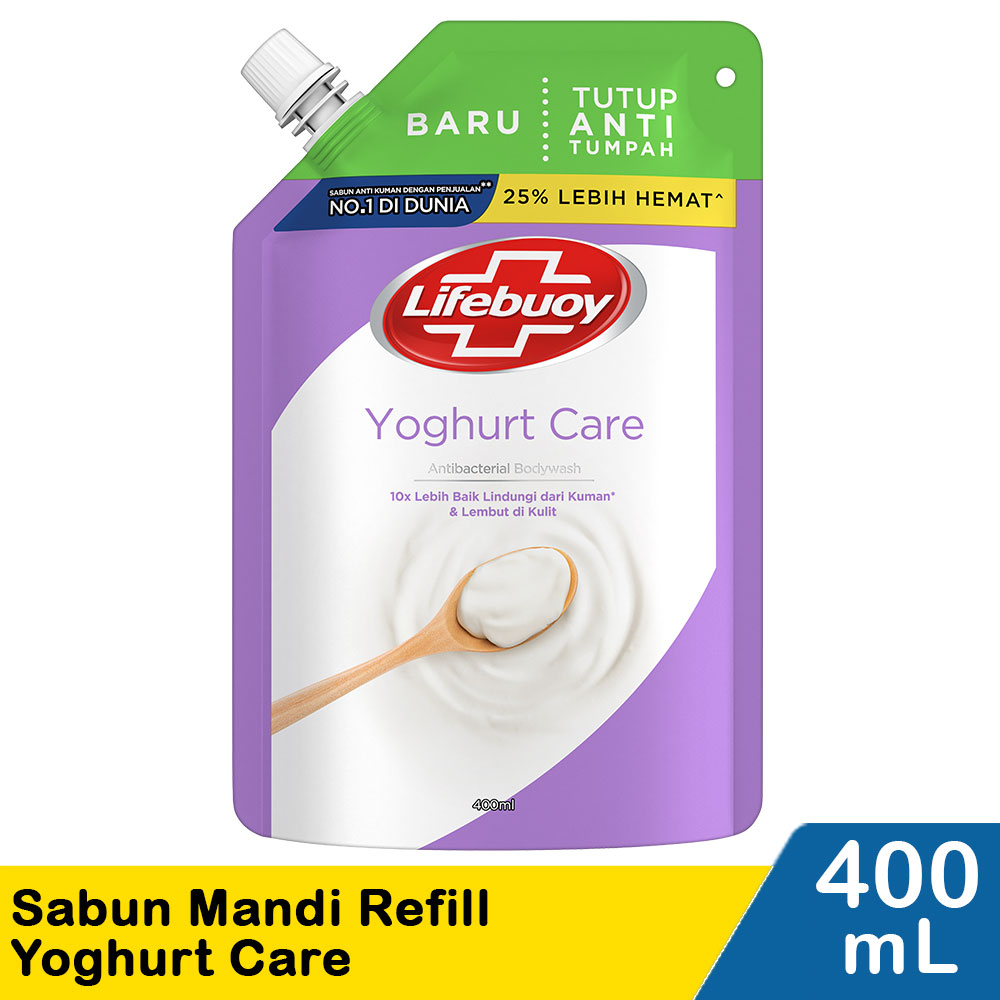 BARU
TUTUP
ANTI
TUMPAH
SABUN ANTI KUMAN DENGAN PENJUALAN**
NO.1 DI DUNIA
25% LEBIH HEMAT^
Lifebuoy
Yoghurt Care
Antibacterial Bodywash
10x Lebih Baik Lindungi dari Kuman*
& Lembut di Kulit
400ml
Sabun Mandi Refill
Yoghurt Care
400
mL